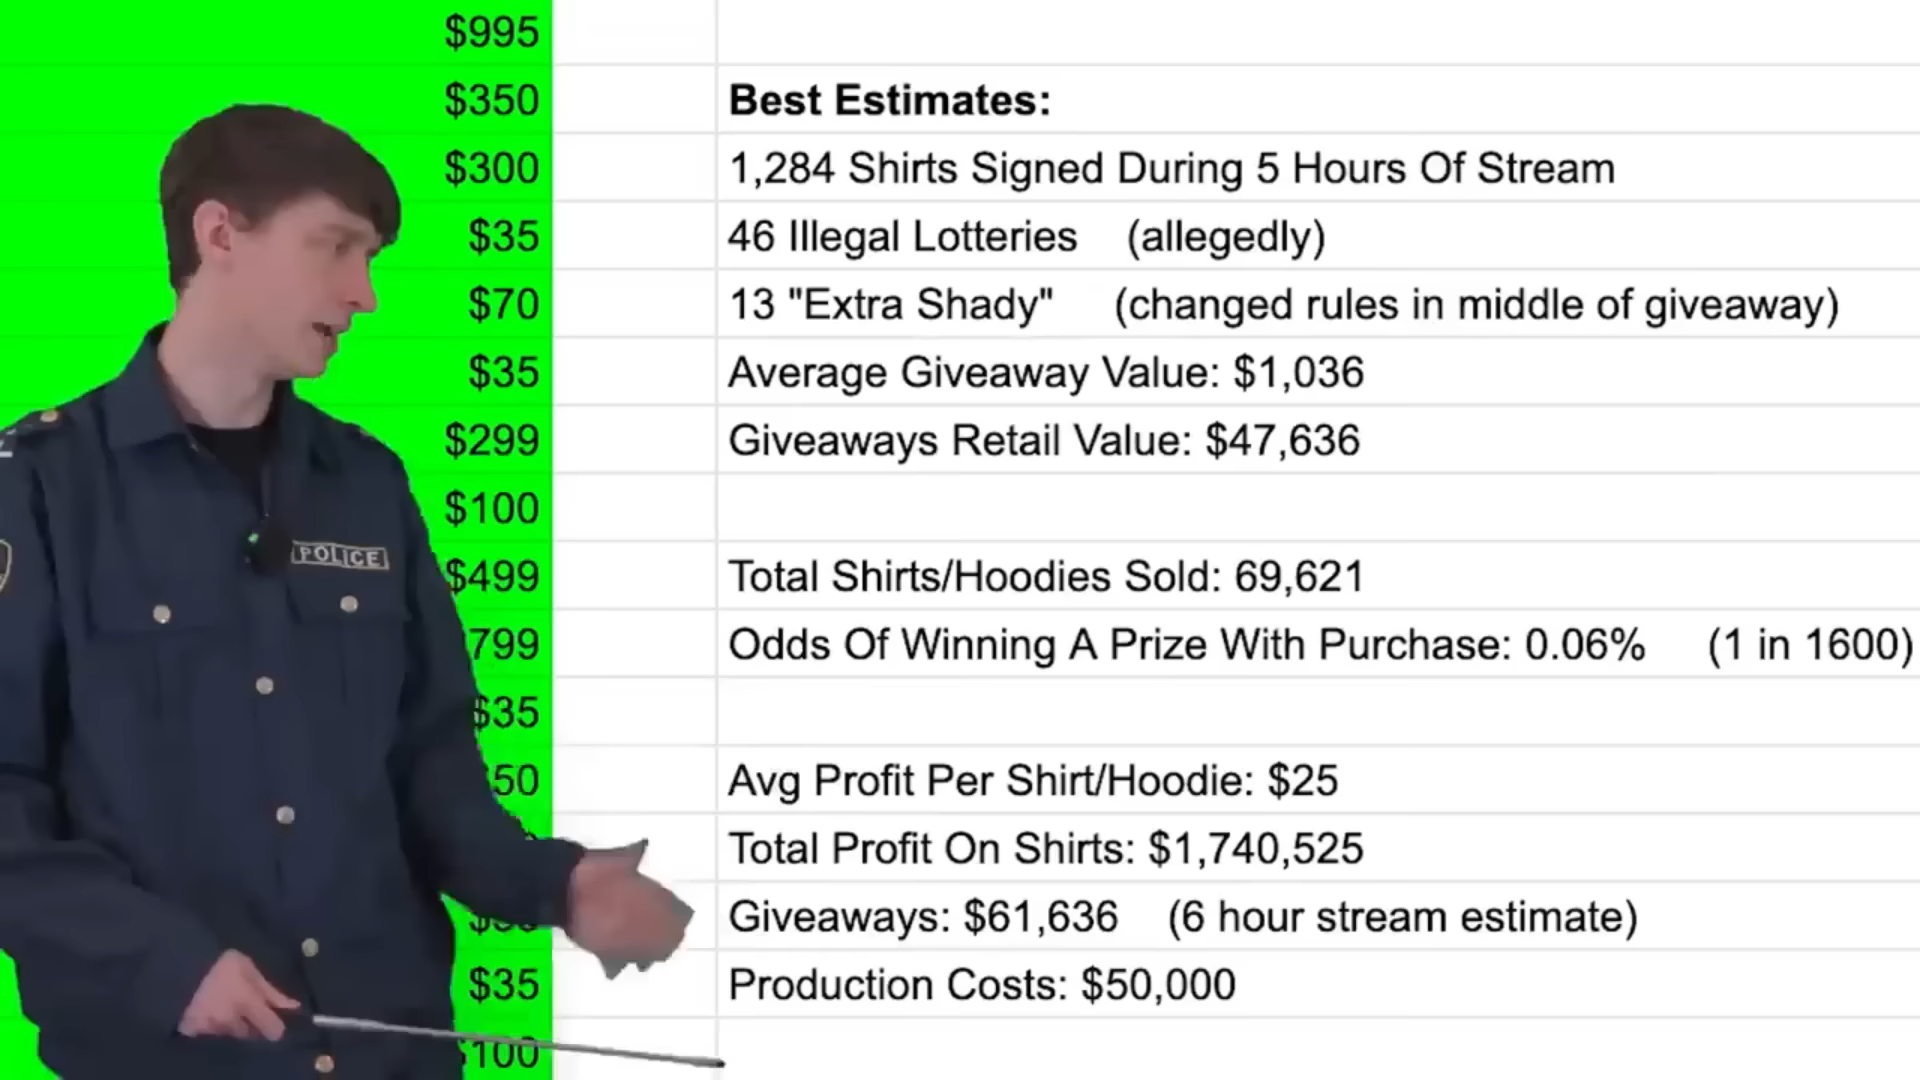 $995
$350
Best Estimates:
$300
1,284 Shirts Signed During 5 Hours Of Stream
$35
46 Illegal Lotteries (allegedly)
$70
13 "Extra Shady" (changed rules in middle of giveaway)
$35
Average Giveaway Value: $1,036
$299
Giveaways Retail Value: $47,636
$100
POLICE
$499
Total Shirts/Hoodies Sold: 69,621
799
Odds Of Winning A Prize With Purchase: 0.06% (1 in 1600)
$35
50
Avg Profit Per Shirt/Hoodie: $25
Total Profit On Shirts: $1,740,525
Giveaways: $61,636 (6 hour stream estimate)
$35
Production Costs: $50,000
100